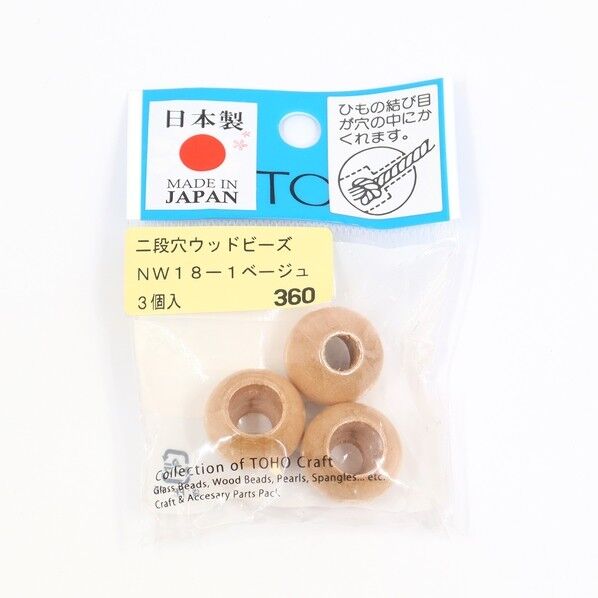 日本製
MADE IN
JAPAN
TO
ひもの結び目
が穴の中にか
くれます。
二段穴ウッドビーズ
NW18ー1ベージュ
3個入
360
Collection of TOHO Craft
Glass Beads, Wood Beads, Pearls, Spangles... etc.
Craft & Accesary Parts Pack